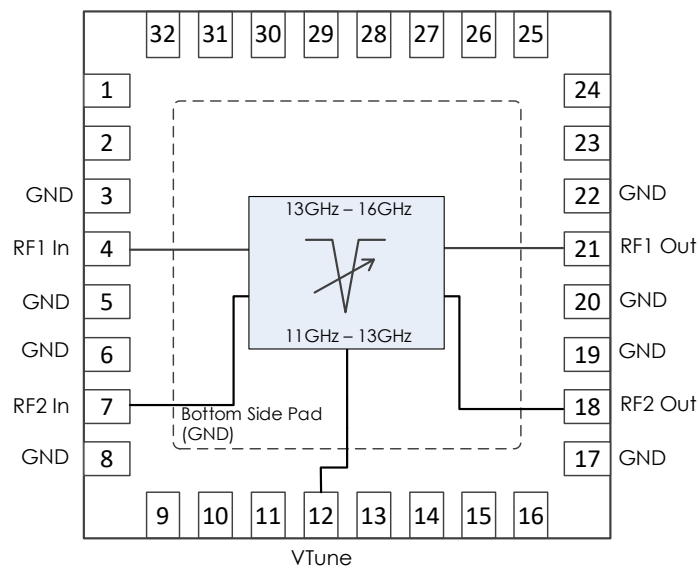 32 31 30 29 28 27 26 25
1 24
2 23
GND 3 22 GND
13GHz – 16GHz
RF1 In 4 21 RF1 Out
GND 5 20 GND
11GHz – 13GHz
GND 6 19 GND
RF2 In 7 18 RF2 Out
Bottom Side Pad
(GND)
GND 8 17 GND
9 10 11 12 13 14 15 16
VTune